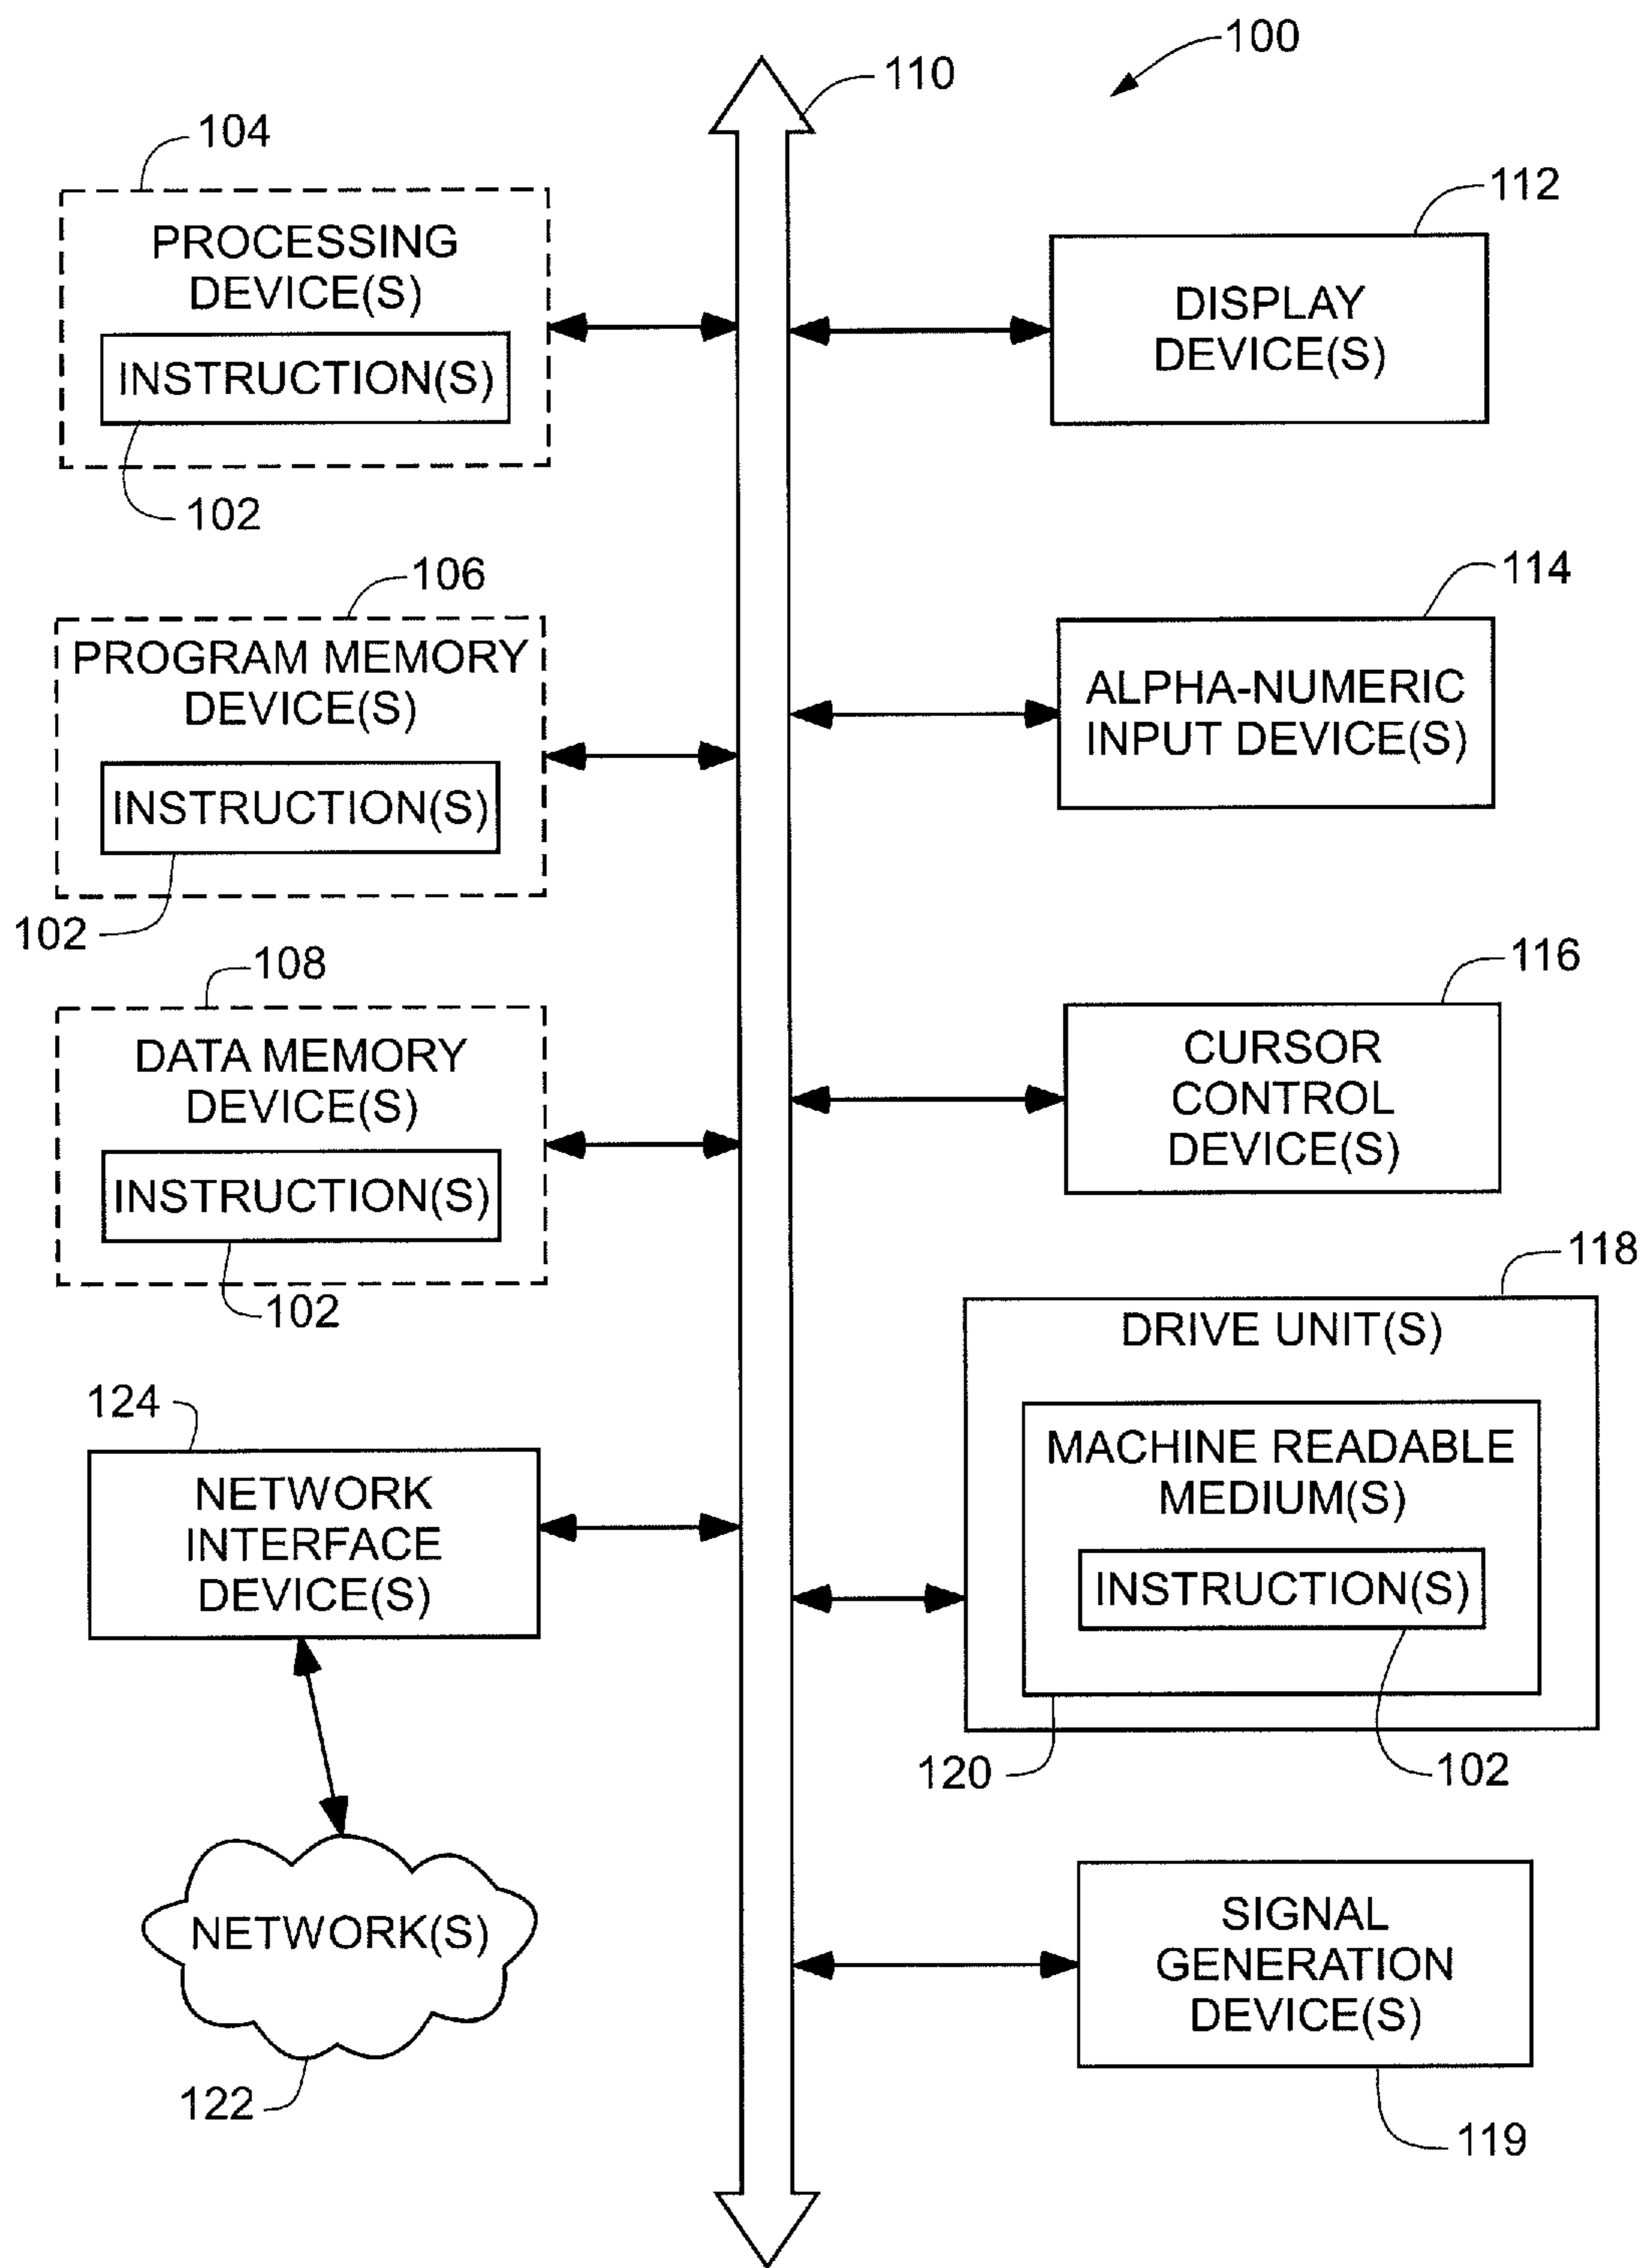 100
110
104
PROCESSING
DEVICE(S)
INSTRUCTION(S)
102
112
DISPLAY
DEVICE(S)
106
PROGRAM MEMORY
DEVICE(S)
INSTRUCTION(S)
102
114
ALPHA-NUMERIC
INPUT DEVICE(S)
108
DATA MEMORY
DEVICE(S)
INSTRUCTION(S)
102
116
CURSOR
CONTROL
DEVICE(S)
118
DRIVE UNIT(S)
MACHINE READABLE
MEDIUM(S)
INSTRUCTION(S)
120
102
124
NETWORK
INTERFACE
DEVICE(S)
NETWORK(S)
122
SIGNAL
GENERATION
DEVICE(S)
119